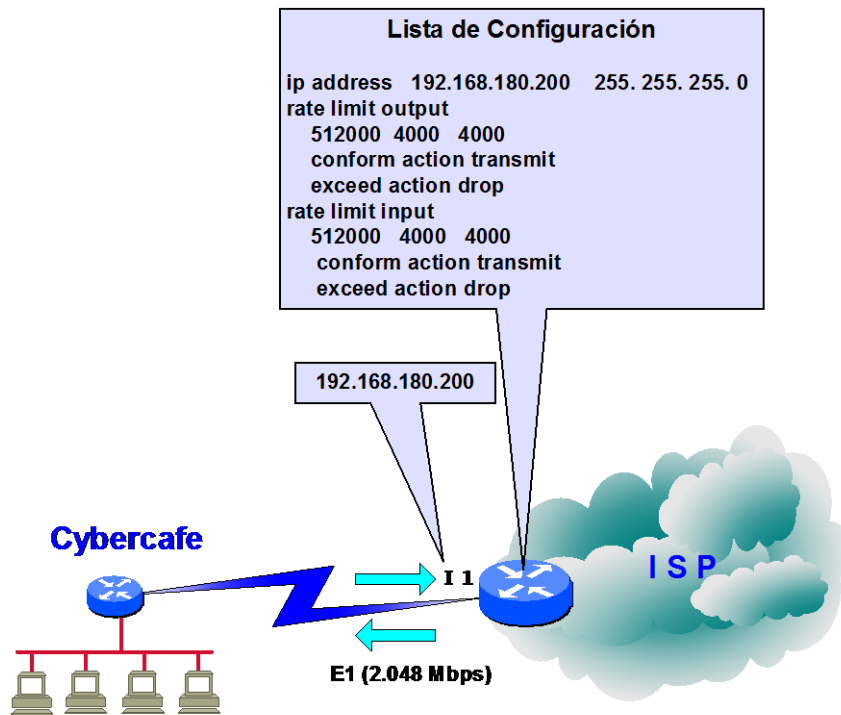 Lista de Configuración
ip address 192.168.180.200 255. 255. 255. 0
rate limit output
512000 4000 4000
conform action transmit
exceed action drop
rate limit input
512000 4000 4000
conform action transmit
exceed action drop
192.168.180.200
Cybercafe
I 1
I S P
E1 (2.048 Mbps)